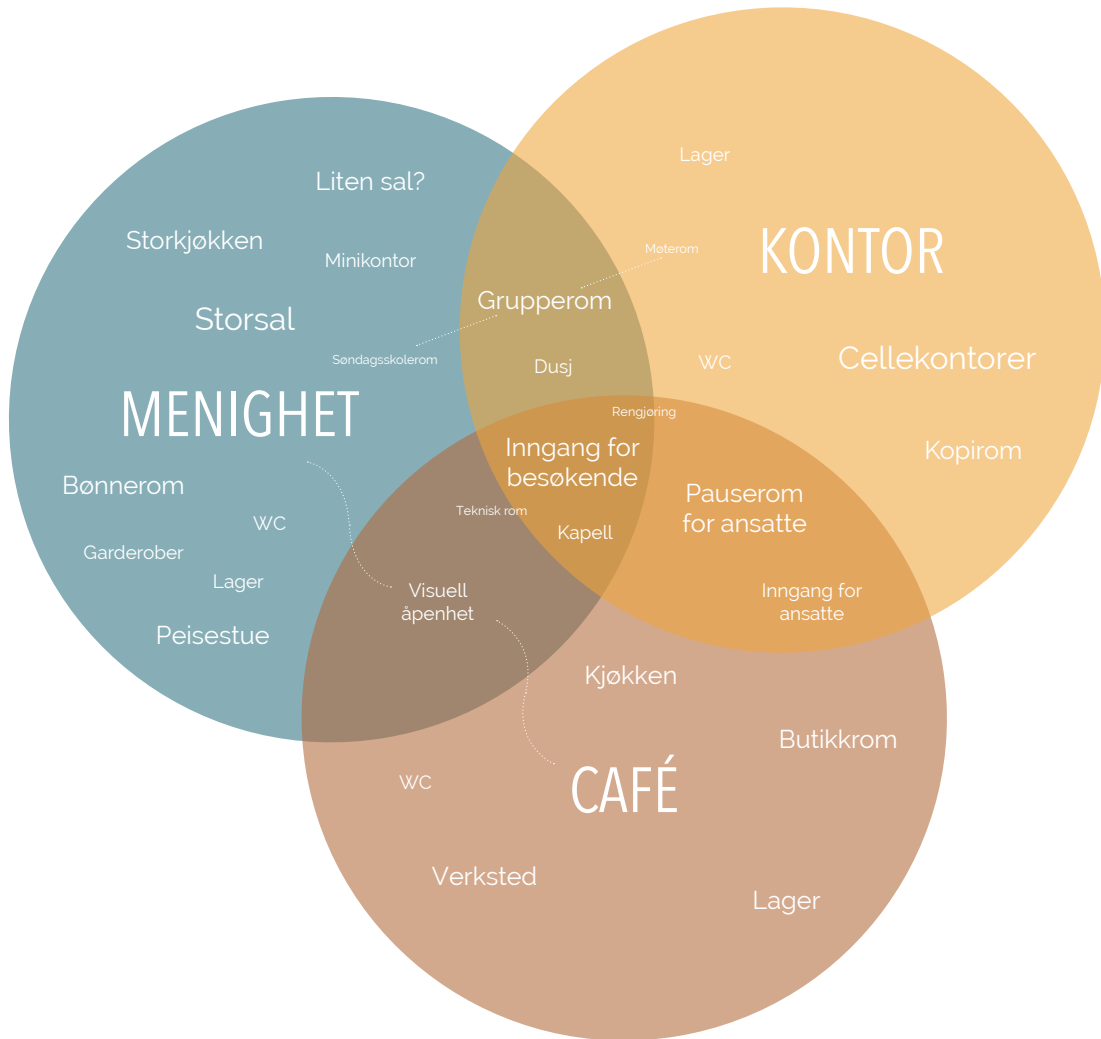 Lager
Liten sal?
Storkjøkken
Minikontor
Møterom
KONTOR
Grupperom
Storsal
Søndagsskolerom
Dusj
WC
Cellekontorer
MENIGHET
Rengjøring
Inngang for
besøkende
Kopirom
Bønnerom
Pauserom
for ansatte
WC
Teknisk rom
Kapell
Garderober
Lager
Visuell
åpenhet
Inngang for
ansatte
Peisestue
Kjøkken
Butikkrom
WC
CAFÉ
Verksted
Lager